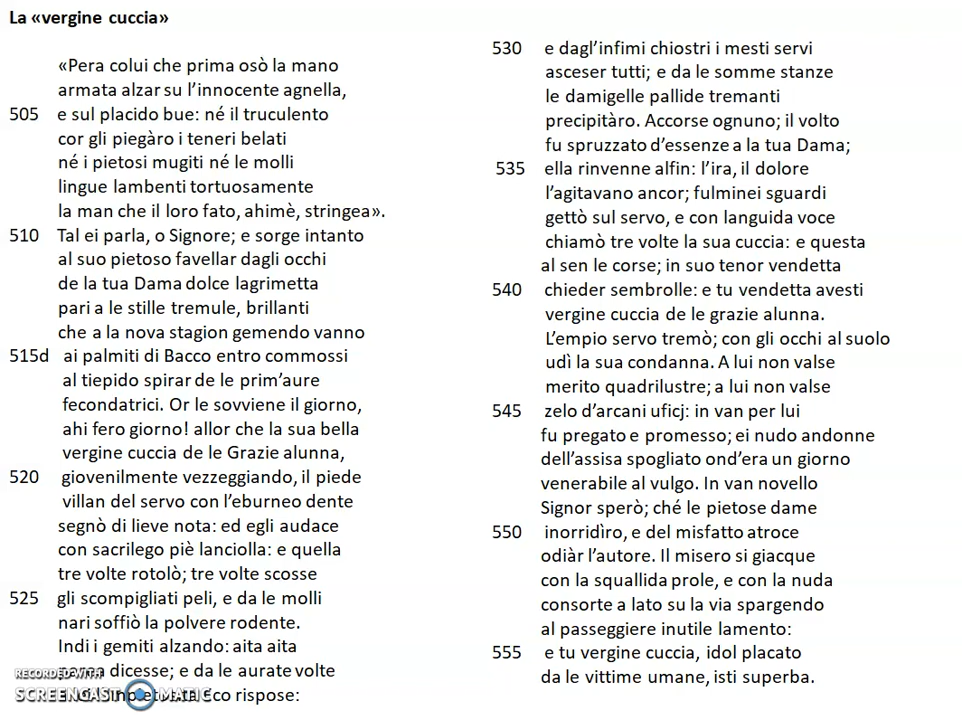 La «vergine cuccia»
«Pera colui che prima osò la mano
armata alzar su l’innocente agnella,
505 e sul placido bue: né il truculento
cor gli piegàro i teneri belati
né i pietosi mugiti né le molli
lingue lambenti tortuosamente
la man che il loro fato, ahimè, stringea».
510 Tal ei parla, o Signore; e sorge intanto
al suo pietoso favellar dagli occhi
de la tua Dama dolce lagrimetta
pari a le stille tremule, brillanti
che a la nova stagion gemendo vanno
515d ai palmiti di Bacco entro commossi
al tiepido spirar de le prim’aure
fecondatrici. Or le sovviene il giorno,
ahi fero giorno! allor che la sua bella
vergine cuccia de le Grazie alunna,
520 giovenilmente vezzeggiando, il piede
villan del servo con l’eburneo dente
segnò di lieve nota: ed egli audace
con sacrilego piè lanciolla: e quella
tre volte rotolò; tre volte scosse
525 gli scompigliati peli, e da le molli
nari soffiò la polvere rodente.
Indi i gemiti alzando: aita aita
dicesse; e da le aurate volte
rispose:
RECORDED WITH
SCREENCAST MATIC
530 e dagl’infimi chiostri i mesti servi
asceser tutti; e da le somme stanze
le damigelle pallide tremanti
precipitàro. Accorse ognuno; il volto
fu spruzzato d’essenze a la tua Dama;
535 ella rinvenne alfin: l’ira, il dolore
l’agitavano ancor; fulminei sguardi
gettò sul servo, e con languida voce
chiamò tre volte la sua cuccia: e questa
al sen le corse; in suo tenor vendetta
540 chieder sembrolle: e tu vendetta avesti
vergine cuccia de le grazie alunna.
L’empio servo tremò; con gli occhi al suolo
udì la sua condanna. A lui non valse
merito quadrilustre; a lui non valse
545 zelo d’arcani uficj: in van per lui
fu pregato e promesso; ei nudo andonne
dell’assisa spogliato ond’era un giorno
venerabile al vulgo. In van novello
Signor sperò; ché le pietose dame
550 inorridìro, e del misfatto atroce
odiàr l’autore. Il misero si giacque
con la squallida prole, e con la nuda
consorte a lato su la via spargendo
al passeggiere inutile lamento:
555 e tu vergine cuccia, idol placato
da le vittime umane, isti superba.